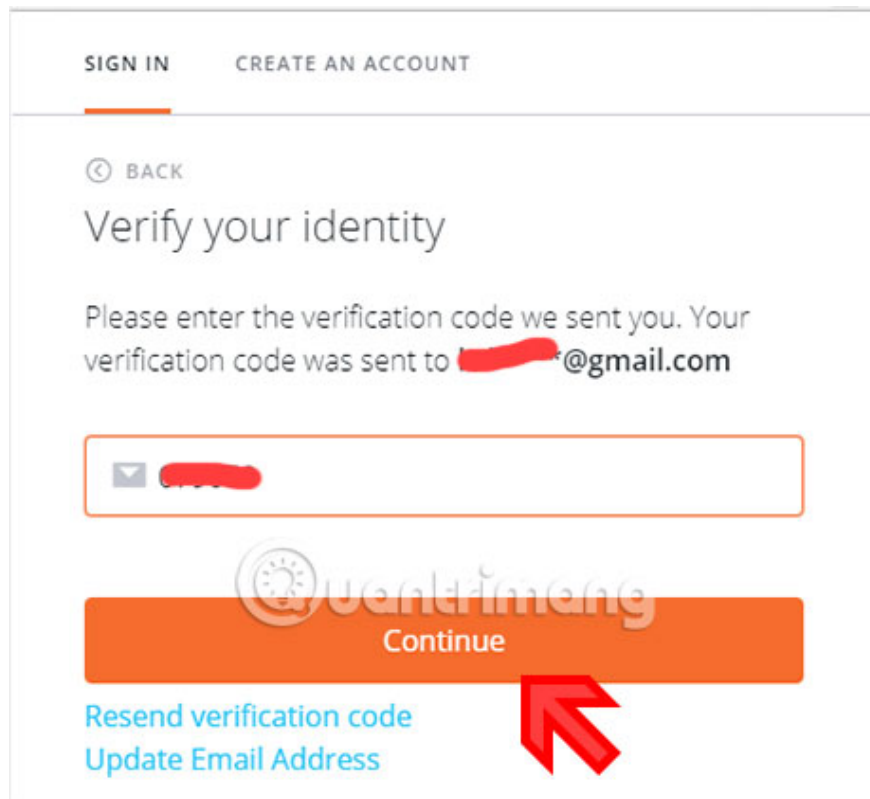 SIGN IN CREATE AN ACCOUNT
BACK
Verify your identity
Please enter the verification code we sent you. Your
verification code was sent to *@gmail.com
Quantrimang
Continue
Resend verification code
Update Email Address